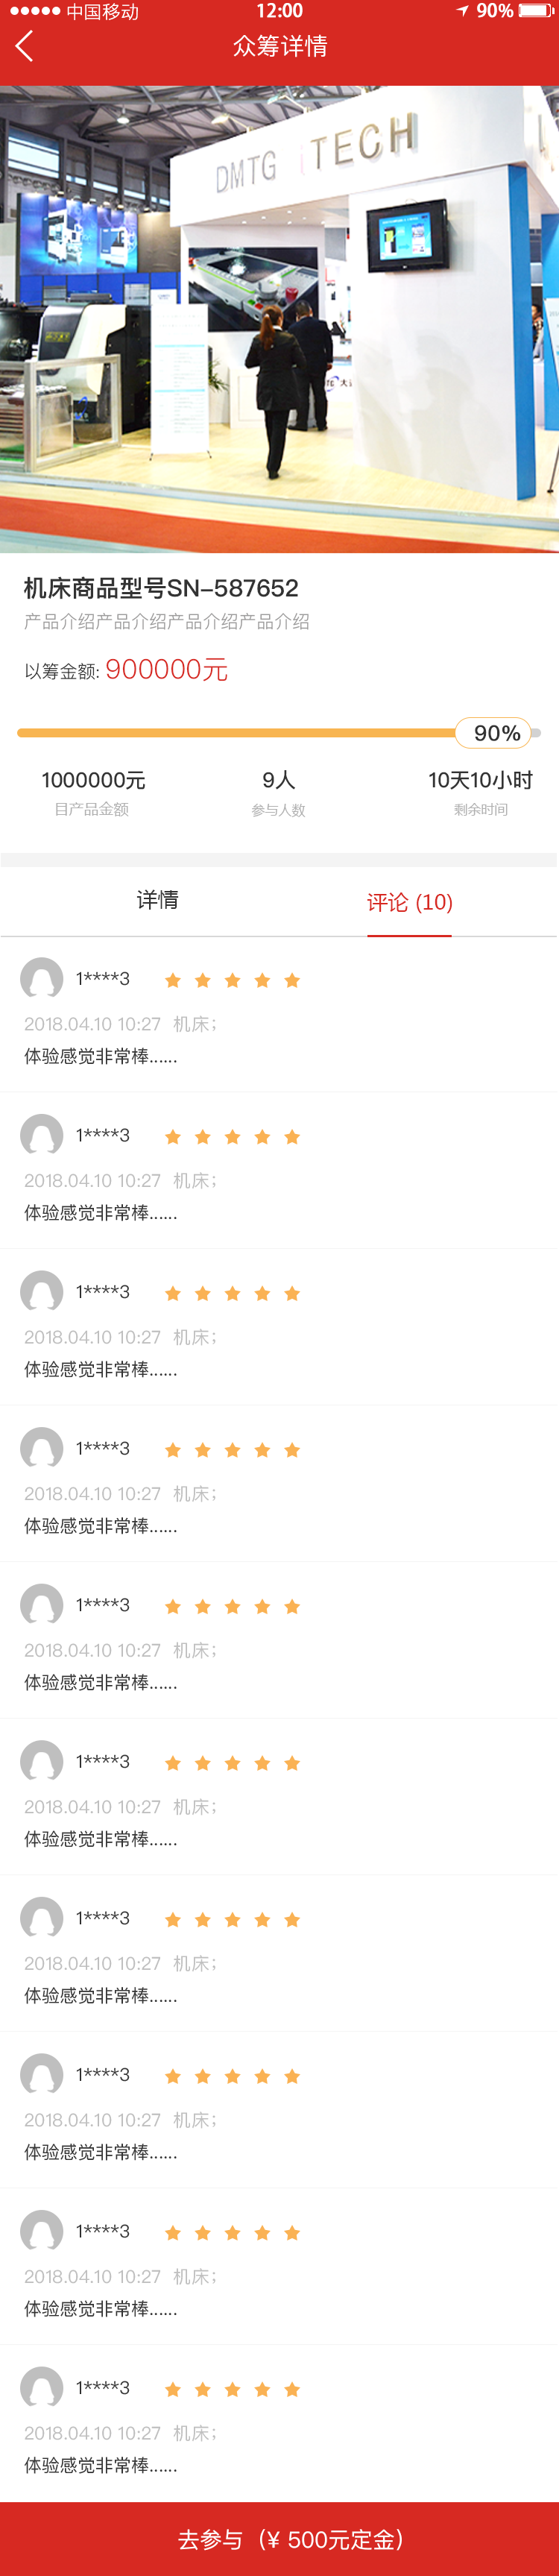 中国移动 12:00 90%
众筹详情
DMTG iTECH
机床商品型号SN-587652
产品介绍产品介绍产品介绍产品介绍
以筹金额: 900000元
90%
1000000元 9人 10天10小时
目产品金额 参与人数 剩余时间
详情 评论 (10)
1****3
2018.04.10 10:27 机床;
体验感觉非常棒......
1****3
2018.04.10 10:27 机床;
体验感觉非常棒......
1****3
2018.04.10 10:27 机床;
体验感觉非常棒......
1****3
2018.04.10 10:27 机床;
体验感觉非常棒......
1****3
2018.04.10 10:27 机床;
体验感觉非常棒......
1****3
2018.04.10 10:27 机床;
体验感觉非常棒......
1****3
2018.04.10 10:27 机床;
体验感觉非常棒......
1****3
2018.04.10 10:27 机床;
体验感觉非常棒......
1****3
2018.04.10 10:27 机床;
体验感觉非常棒......
1****3
2018.04.10 10:27 机床;
体验感觉非常棒......
去参与（¥ 500元定金）